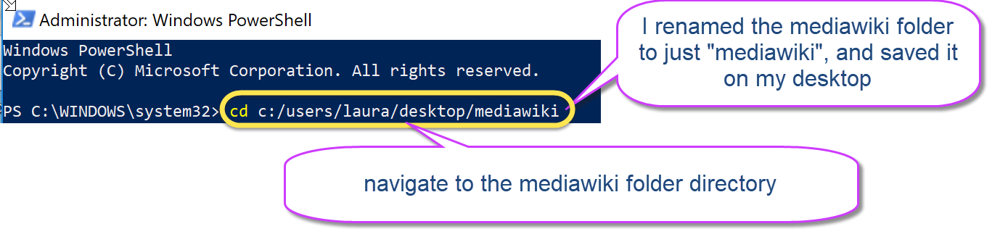 Administrator: Windows PowerShell
Windows PowerShell
Copyright (C) Microsoft Corporation. All rights reserved.
PS C:\WINDOWS\system32> cd c:/users/laura/desktop/mediawiki
I renamed the mediawiki folder
to just "mediawiki", and saved it
on my desktop
navigate to the mediawiki folder directory